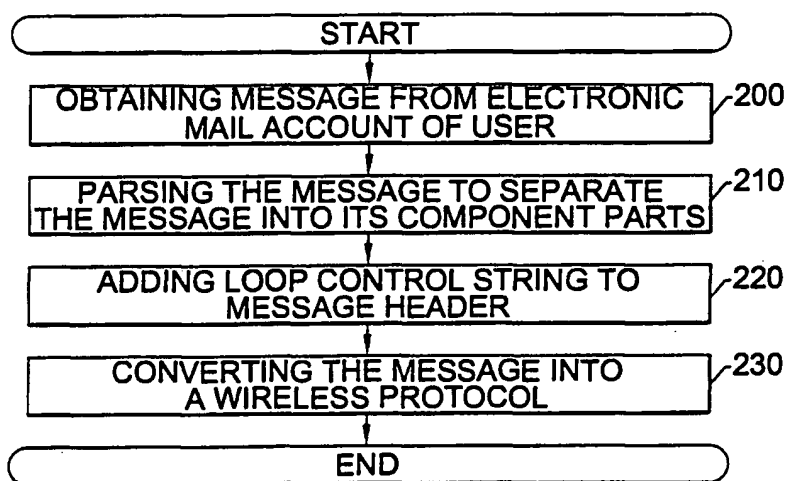 START
OBTAINING MESSAGE FROM ELECTRONIC
MAIL ACCOUNT OF USER
200
PARSING THE MESSAGE TO SEPARATE
THE MESSAGE INTO ITS COMPONENT PARTS
210
ADDING LOOP CONTROL STRING TO
MESSAGE HEADER
220
CONVERTING THE MESSAGE INTO
A WIRELESS PROTOCOL
230
END